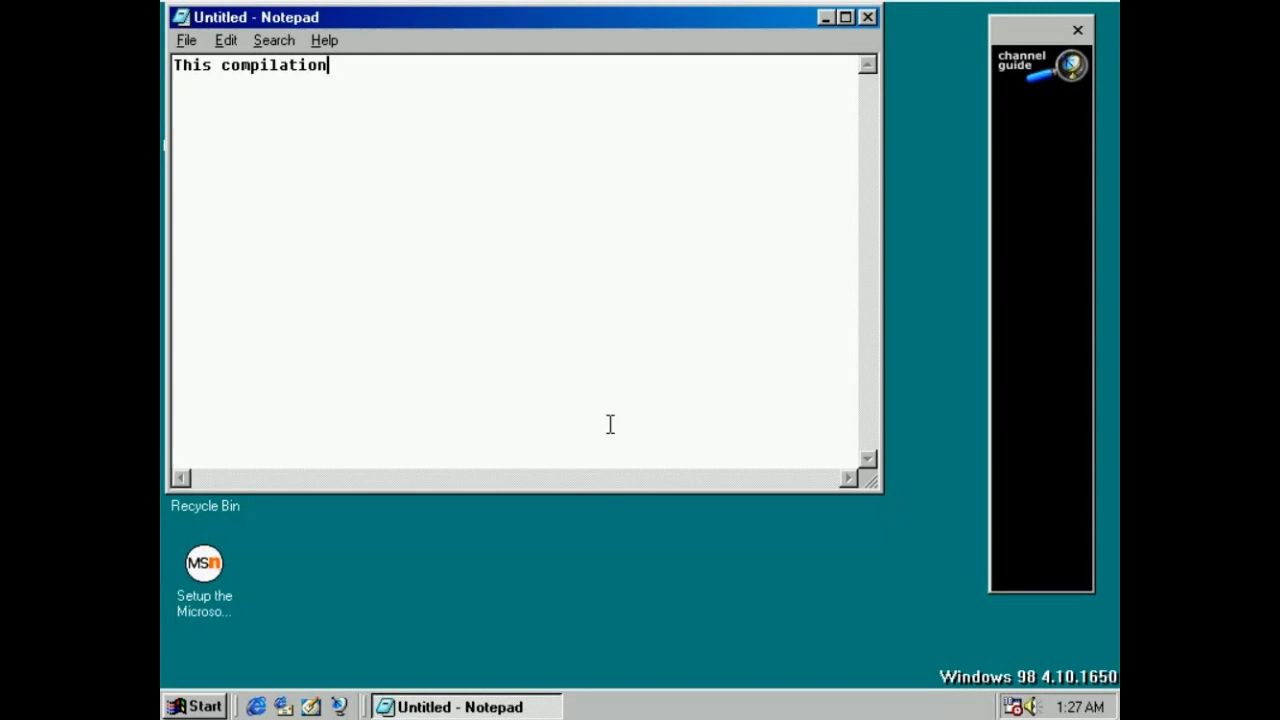 Untitled - Notepad
File Edit Search Help
This compilation
channel
guide
Recycle Bin
MSn
Setup the
Microso...
Windows 98 4.10.1650
Start
Untitled - Notepad
1:27 AM